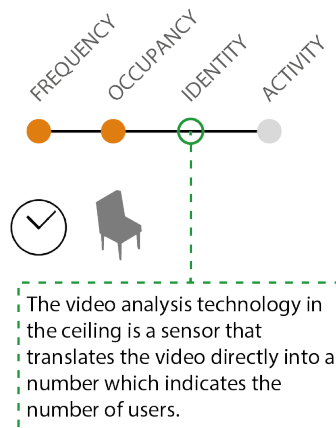 FREQUENCY
OCCUPANCY
IDENTITY
ACTIVITY
The video analysis technology in
the ceiling is a sensor that
translates the video directly into a
number which indicates the
number of users.